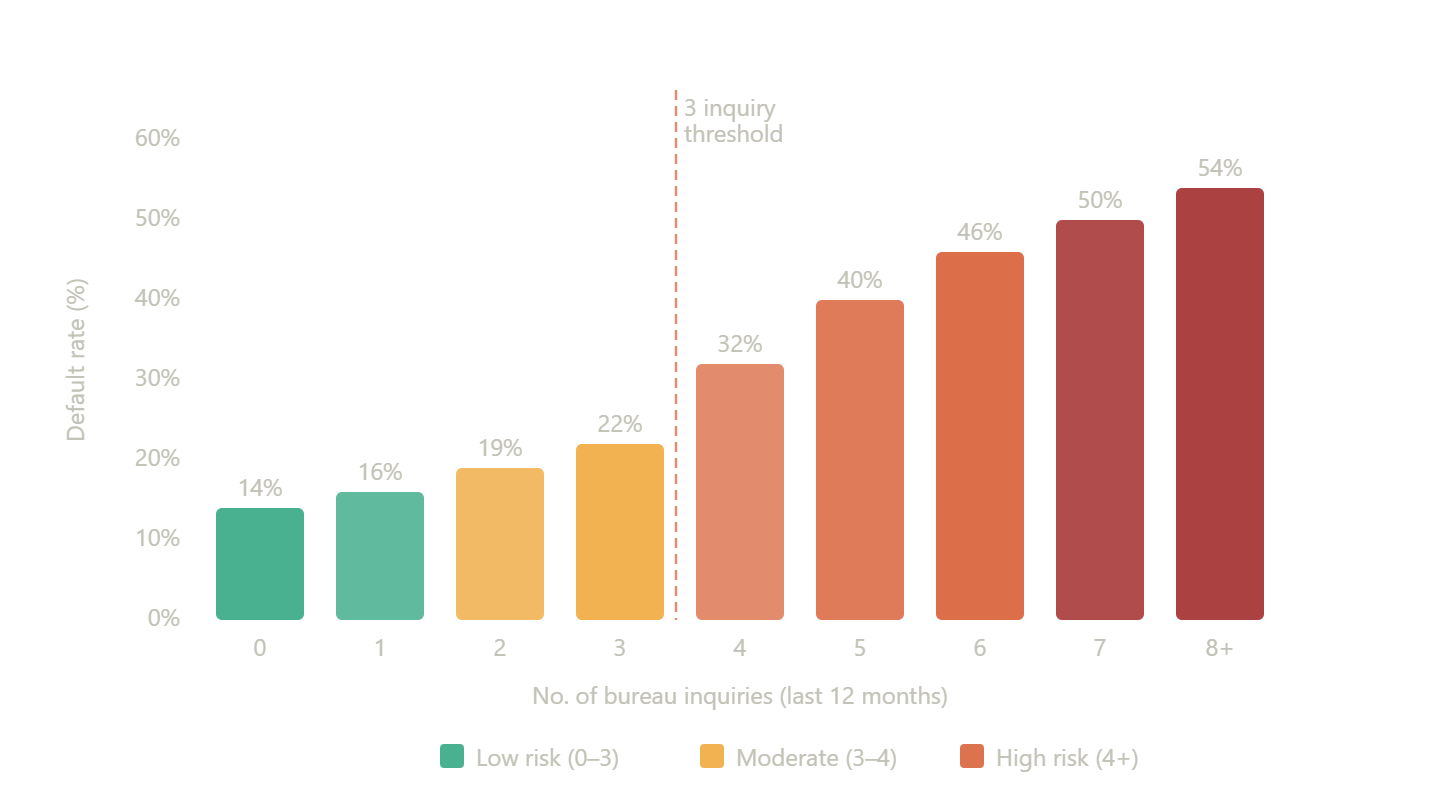 3 inquiry
threshold
60%
50%
40%
30%
20%
10%
0%
Default rate (%)
14%
16%
19%
22%
32%
40%
46%
50%
54%
0 1 2 3 4 5 6 7 8+
No. of bureau inquiries (last 12 months)
Low risk (0–3) Moderate (3–4) High risk (4+)